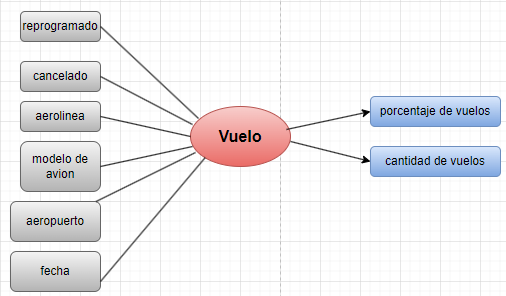 reprogramado
cancelado
aerolinea
modelo de
avion
aeropuerto
fecha
Vuelo
porcentaje de vuelos
cantidad de vuelos